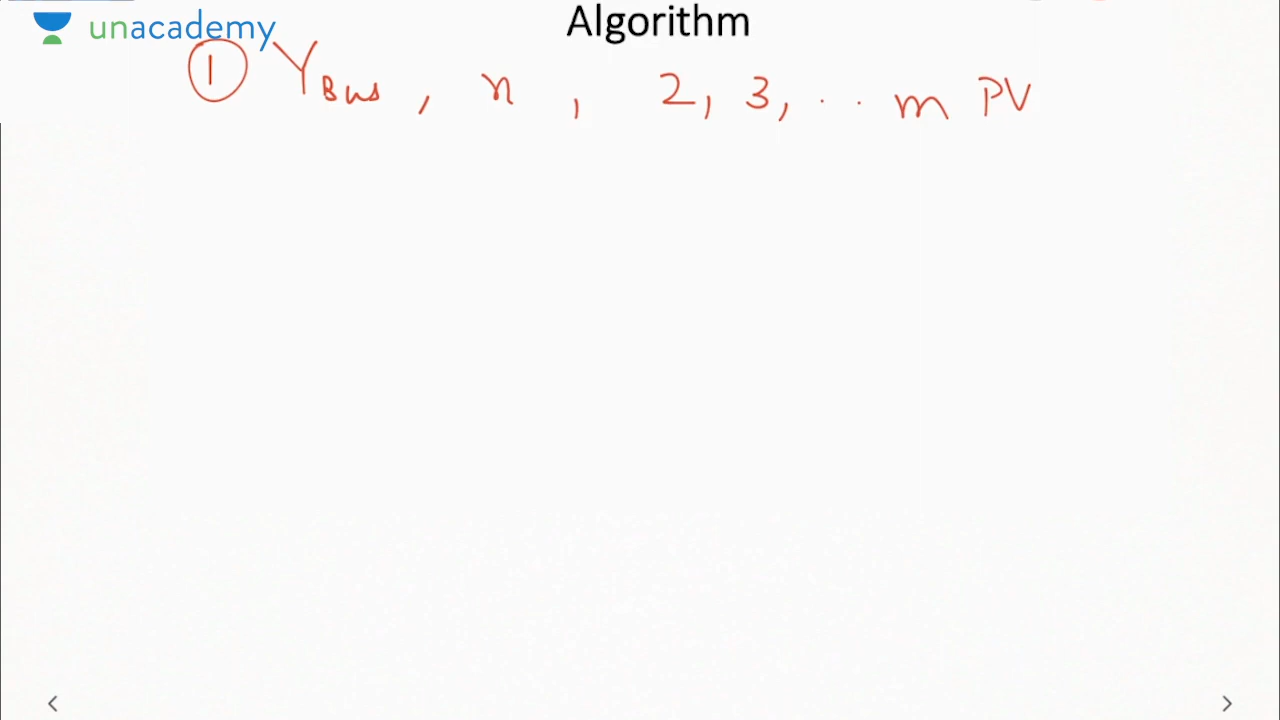 Algorithm
unacademy
① Y_Bus , n , 2, 3, .. m PV